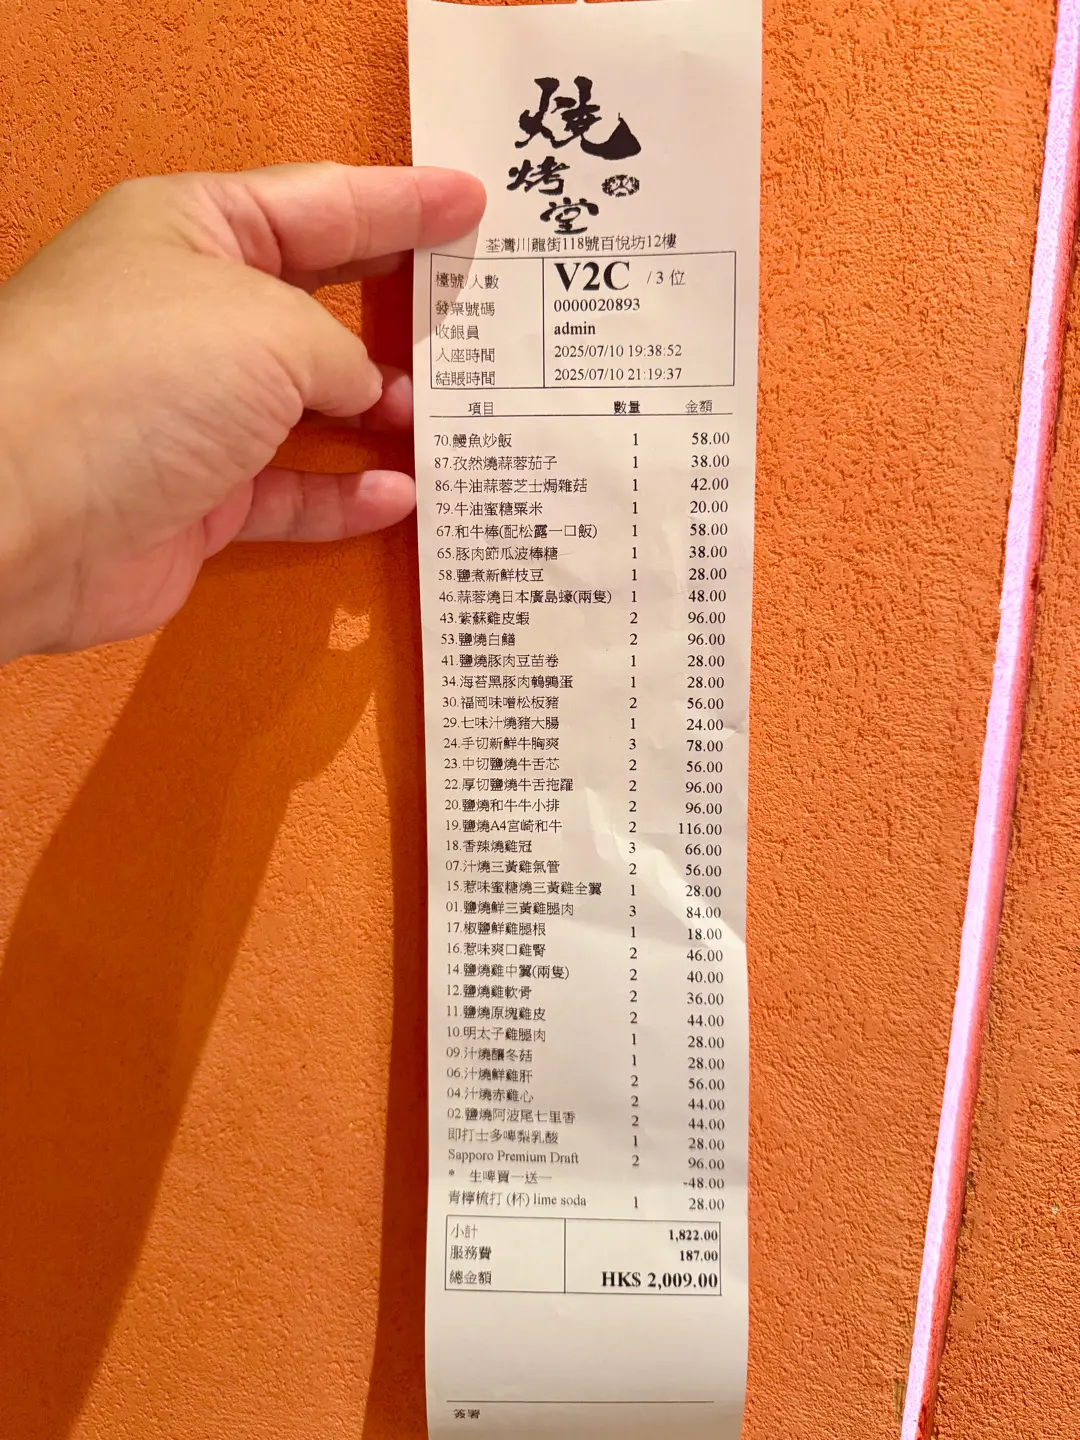 燒
烤
堂
荃灣川龍街118號百悅坊12樓
檯號/人數 V2C / 3 位
發票號碼 0000020893
收銀員 admin
入座時間 2025/07/10 19:38:52
結賬時間 2025/07/10 21:19:37
項目 數量 金額
70.鰻魚炒飯 1 58.00
87.孜然燒蒜蓉茄子 1 38.00
86.牛油蒜蓉芝士焗雜菇 1 42.00
79.牛油蜜糖粟米 1 20.00
67.和牛棒(配松露一口飯) 1 58.00
65.豚肉節瓜波棒糖 1 38.00
58.鹽煮新鮮枝豆 1 28.00
46.蒜蓉燒日本廣島蠔(兩隻) 1 48.00
43.紫蘇雞皮蝦 2 96.00
53.鹽燒白鱔 2 96.00
41.鹽燒豚肉豆苗卷 1 28.00
34.海苔黑豚肉鵪鶉蛋 1 28.00
30.福岡味噌松板豬 2 56.00
29.七味汁燒豬大腸 1 24.00
24.手切新鮮牛胸爽 3 78.00
23.中切鹽燒牛舌芯 2 56.00
22.厚切鹽燒牛舌拖羅 2 96.00
20.鹽燒和牛牛小排 2 96.00
19.鹽燒A4宮崎和牛 2 116.00
18.香辣燒雞冠 3 66.00
07.汁燒三黃雞氣管 2 56.00
15.惹味蜜糖燒三黃雞全翼 1 28.00
01.鹽燒鮮三黃雞腿肉 3 84.00
17.椒鹽鮮雞腿根 1 18.00
16.惹味爽口雞腎 2 46.00
14.鹽燒雞中翼(兩隻) 2 40.00
12.鹽燒雞軟骨 2 36.00
11.鹽燒原塊雞皮 2 44.00
10.明太子雞腿肉 1 28.00
09.汁燒釀冬菇 1 28.00
06.汁燒鮮雞肝 2 56.00
04.汁燒赤雞心 2 44.00
02.鹽燒阿波尾七里香 2 44.00
即打士多啤梨乳酸 1 28.00
Sapporo Premium Draft 2 96.00
* 生啤買一送一 -48.00
青檸梳打 (杯) lime soda 1 28.00
小計 1,822.00
服務費 187.00
總金額 HK$ 2,009.00
簽署